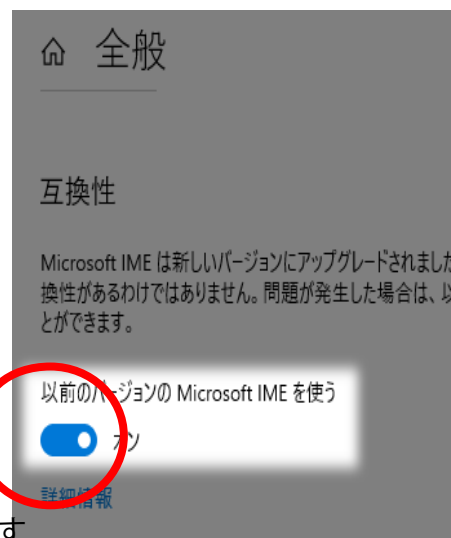 全般
互換性
Microsoft IME は新しいバージョンにアップグレードされました
換性があるわけではありません。問題が発生した場合は、以
とができます。
以前のバージョンの Microsoft IME を使う
オン
詳細情報
す